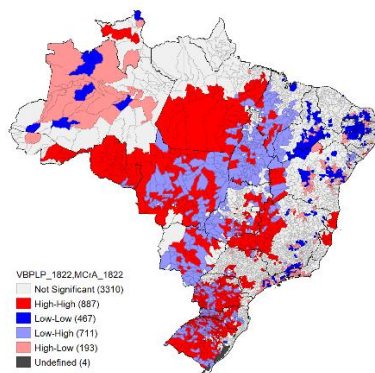 VBPLP_1822,MCrA_1822
Not Significant (3310)
High-High (887)
Low-Low (467)
Low-High (711)
High-Low (193)
Undefined (4)